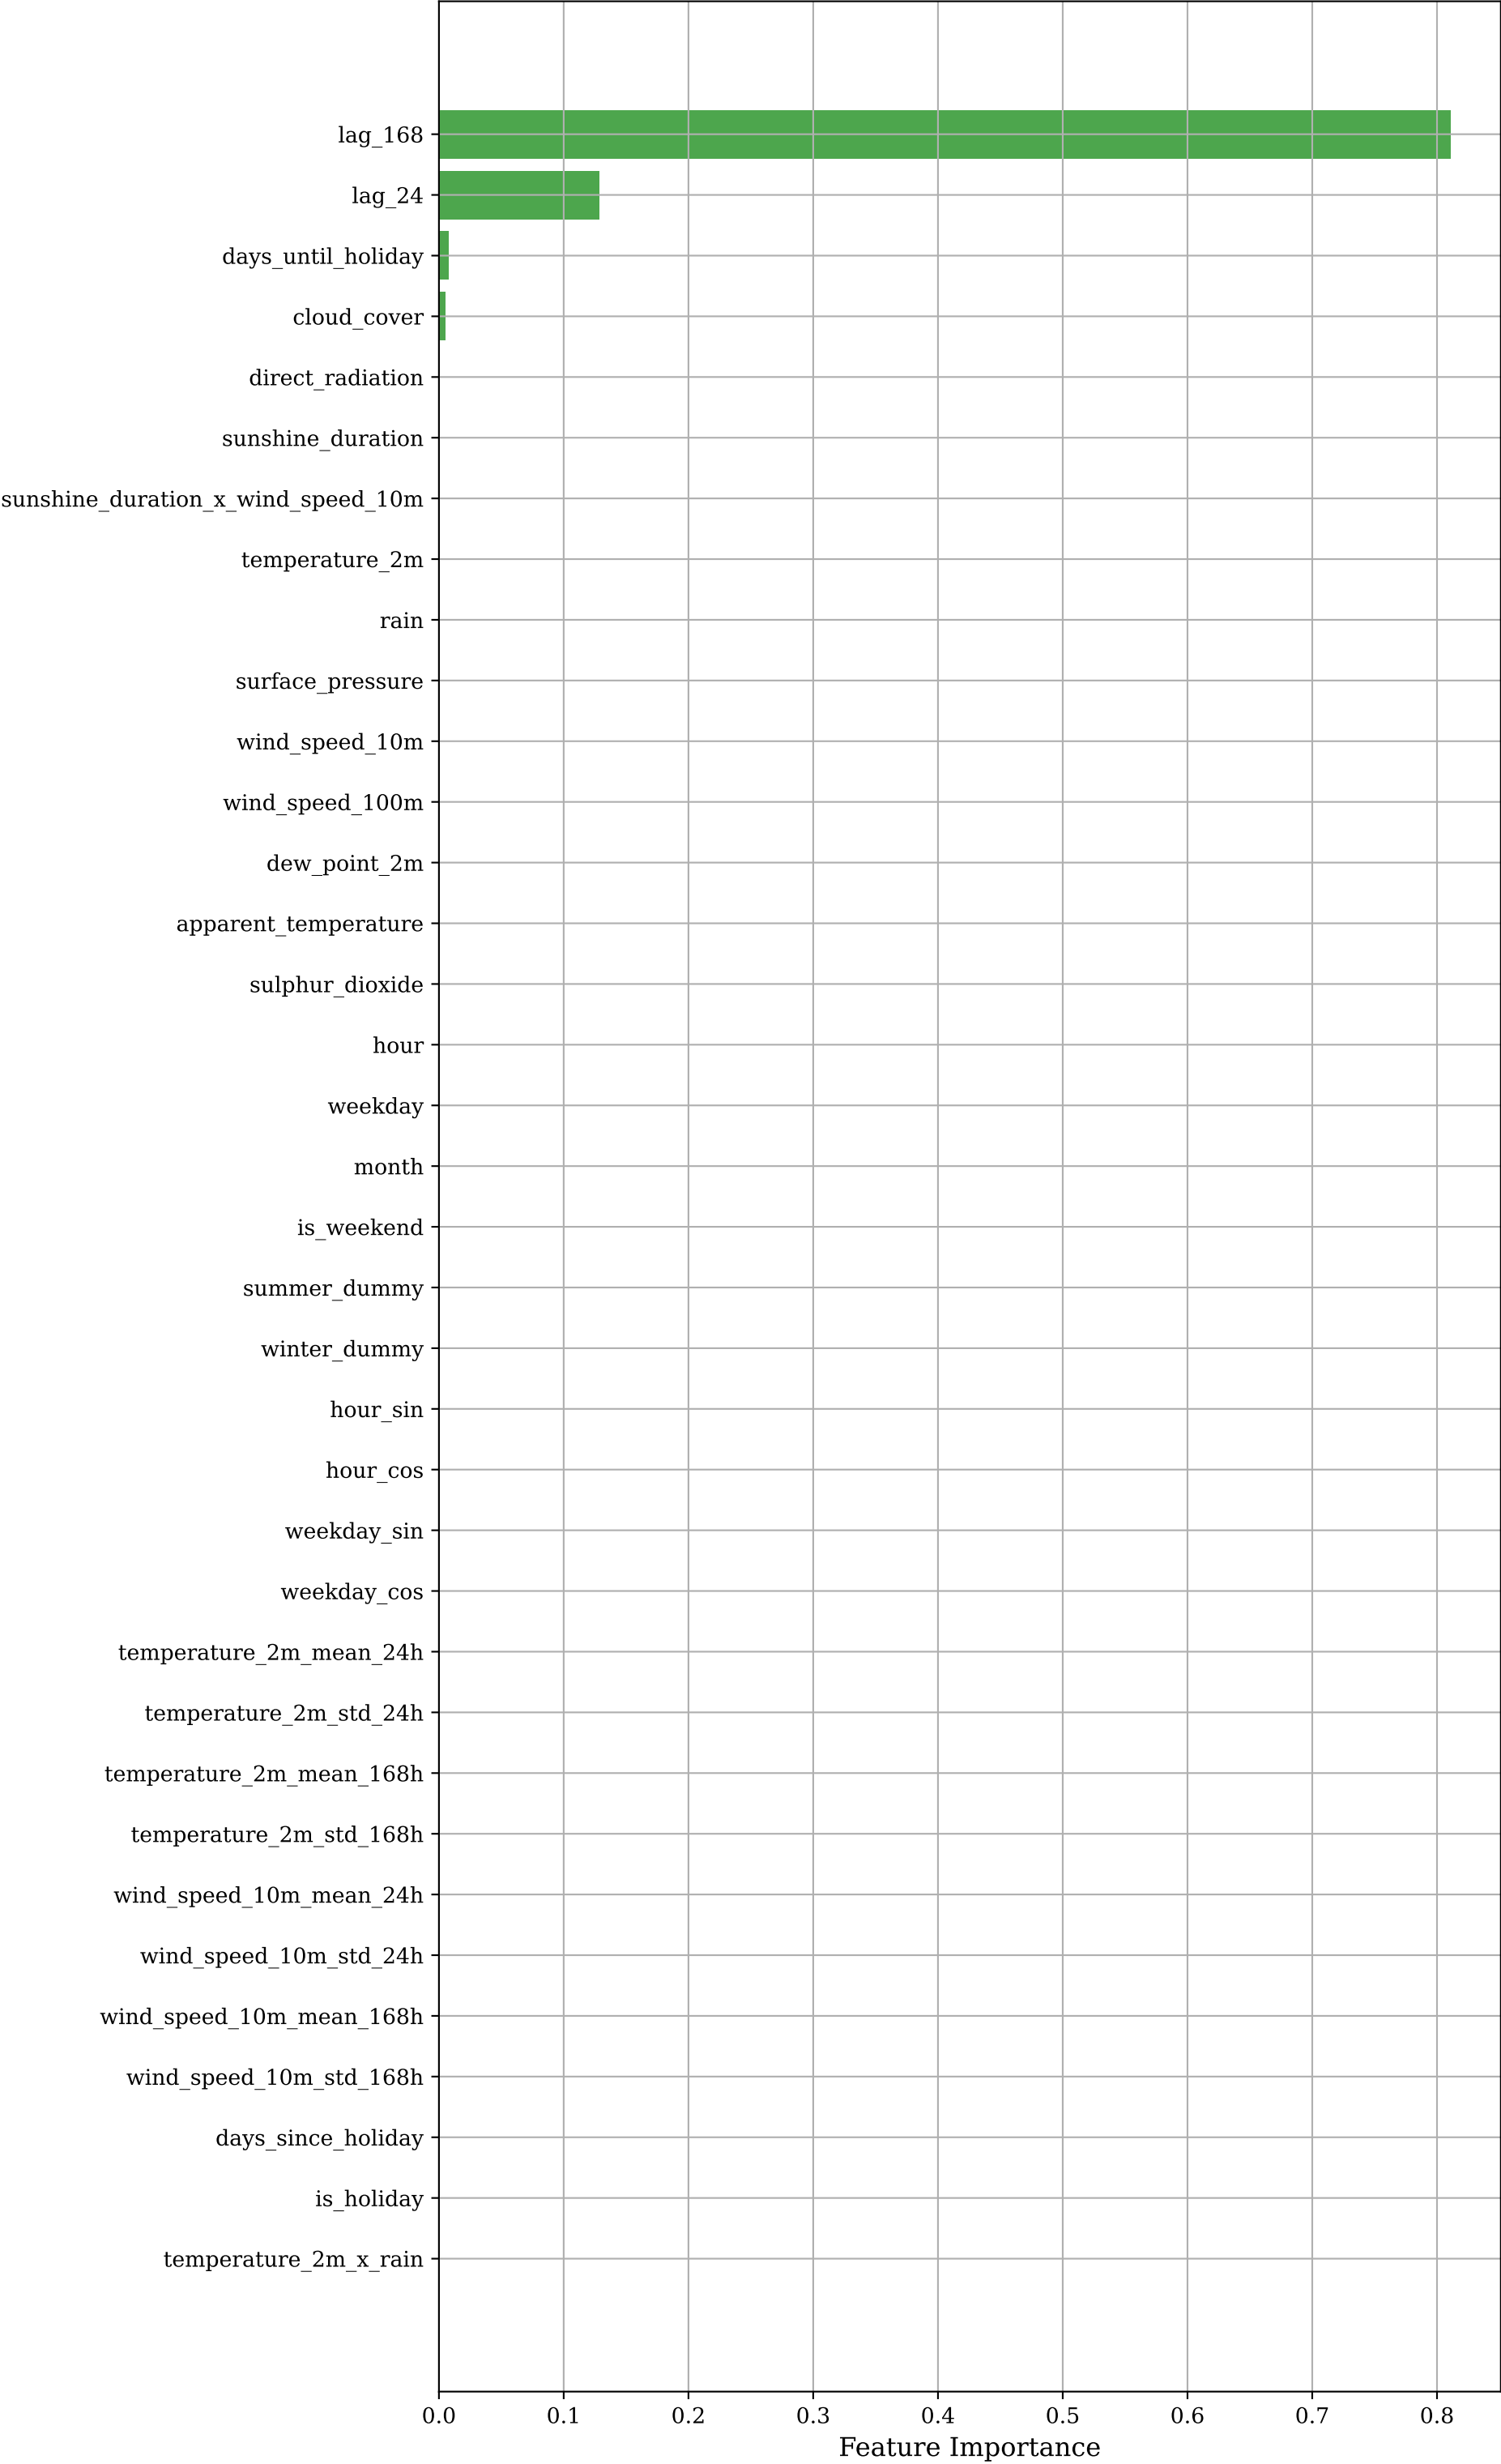 lag_168
lag_24
days_until_holiday
cloud_cover
direct_radiation
sunshine_duration
sunshine_duration_x_wind_speed_10m
temperature_2m
rain
surface_pressure
wind_speed_10m
wind_speed_100m
dew_point_2m
apparent_temperature
sulphur_dioxide
hour
weekday
month
is_weekend
summer_dummy
winter_dummy
hour_sin
hour_cos
weekday_sin
weekday_cos
temperature_2m_mean_24h
temperature_2m_std_24h
temperature_2m_mean_168h
temperature_2m_std_168h
wind_speed_10m_mean_24h
wind_speed_10m_std_24h
wind_speed_10m_mean_168h
wind_speed_10m_std_168h
days_since_holiday
is_holiday
temperature_2m_x_rain
0.0 0.1 0.2 0.3 0.4 0.5 0.6 0.7 0.8
Feature Importance